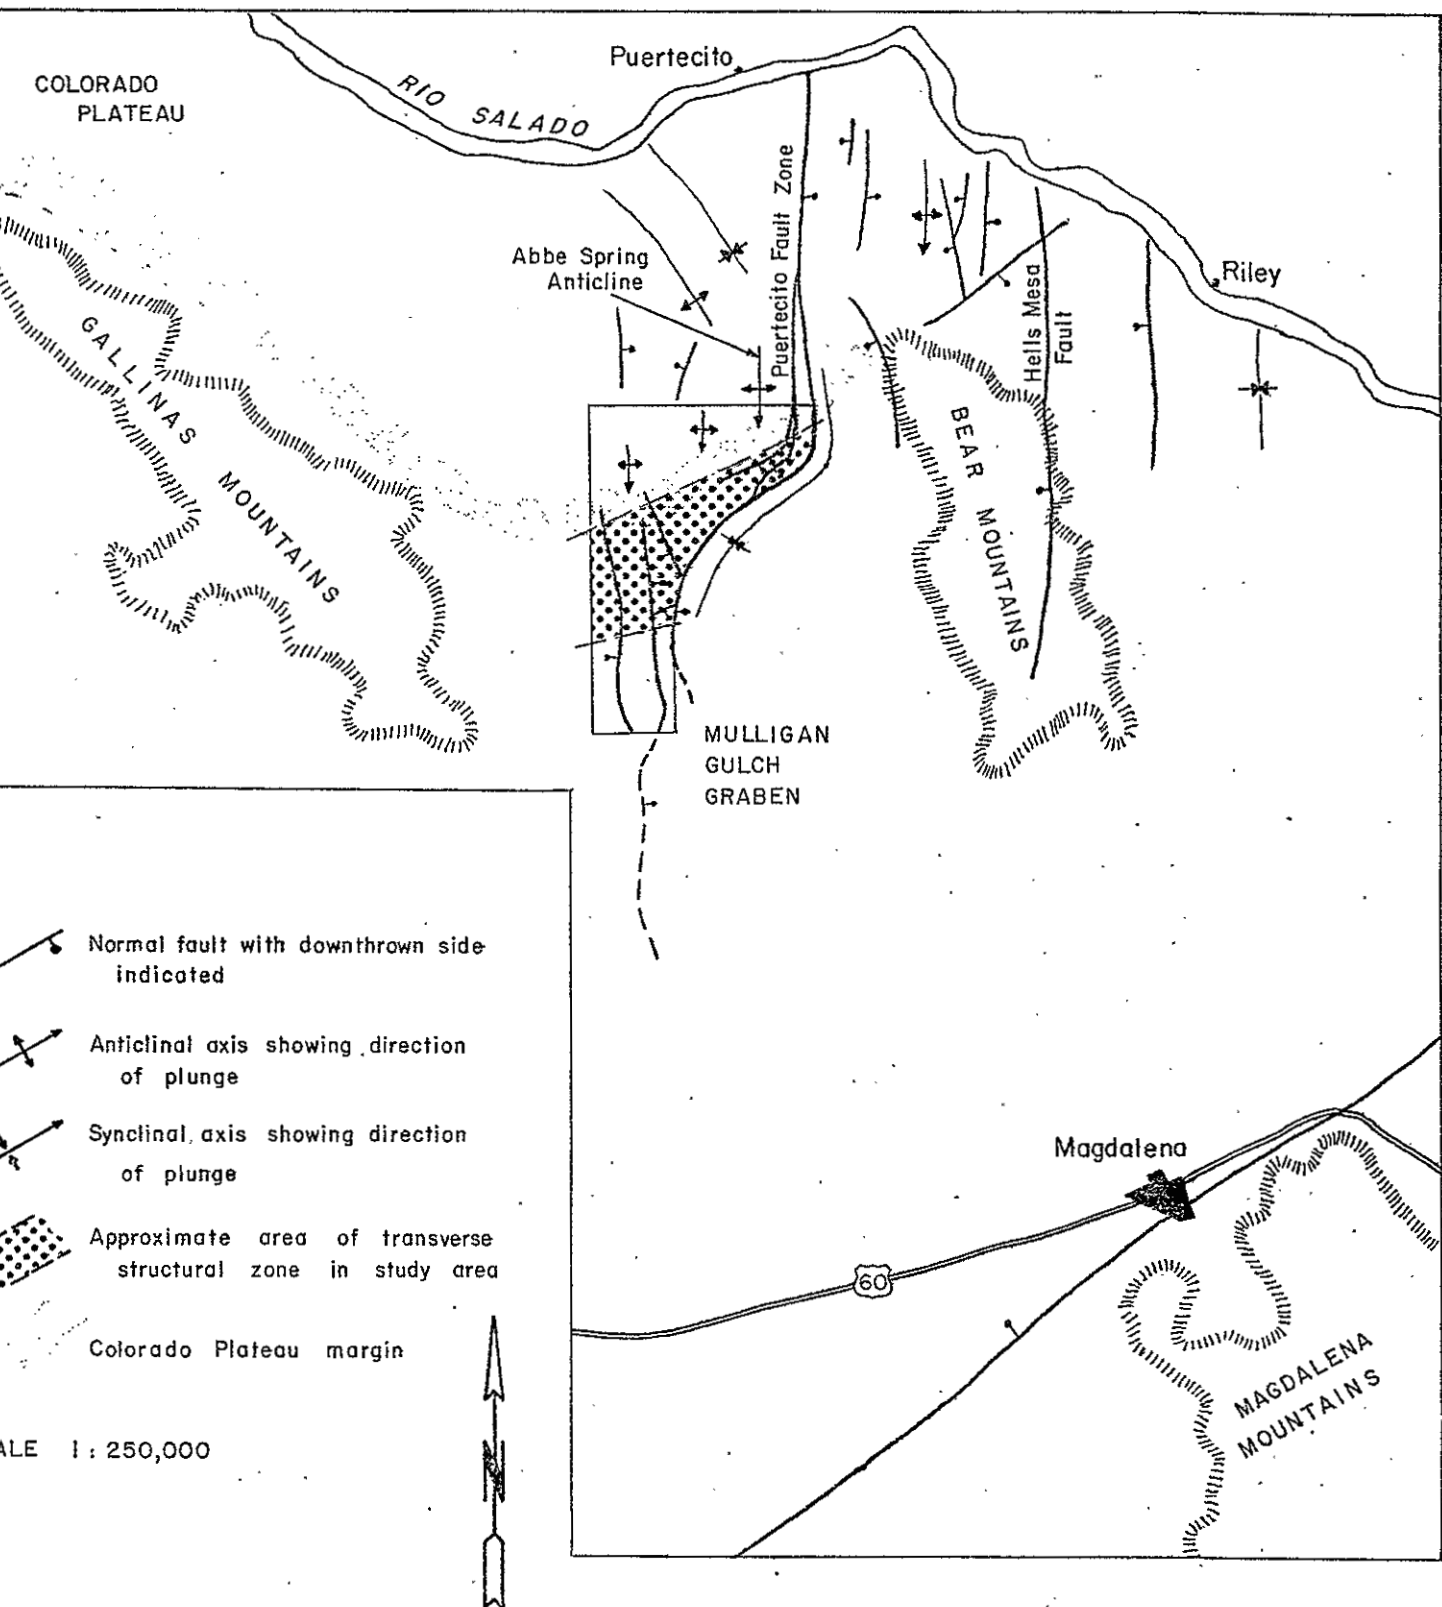 COLORADO
PLATEAU
RIO SALADO
Puertecito
Puertecito Fault Zone
Abbe Spring
Anticline
Hells Mesa
Fault
Riley
GALLINAS MOUNTAINS
BEAR MOUNTAINS
MULLIGAN
GULCH
GRABEN
Normal fault with downthrown side
indicated
Anticlinal axis showing direction
of plunge
Synclinal axis showing direction
of plunge
Approximate area of transverse
structural zone in study area
Colorado Plateau margin
ALE 1: 250,000
N
Magdalena
60
MAGDALENA
MOUNTAINS